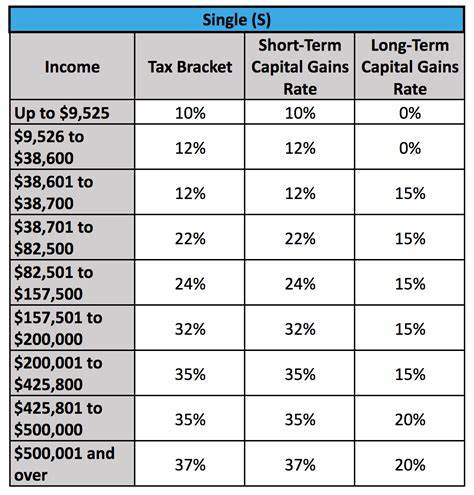 Single (S)
Income Tax Bracket Short-Term Capital Gains Rate Long-Term Capital Gains Rate
Up to $9,525 10% 10% 0%
$9,526 to $38,600 12% 12% 0%
$38,601 to $38,700 12% 12% 15%
$38,701 to $82,500 22% 22% 15%
$82,501 to $157,500 24% 24% 15%
$157,501 to $200,000 32% 32% 15%
$200,001 to $425,800 35% 35% 15%
$425,801 to $500,000 35% 35% 20%
$500,001 and over 37% 37% 20%